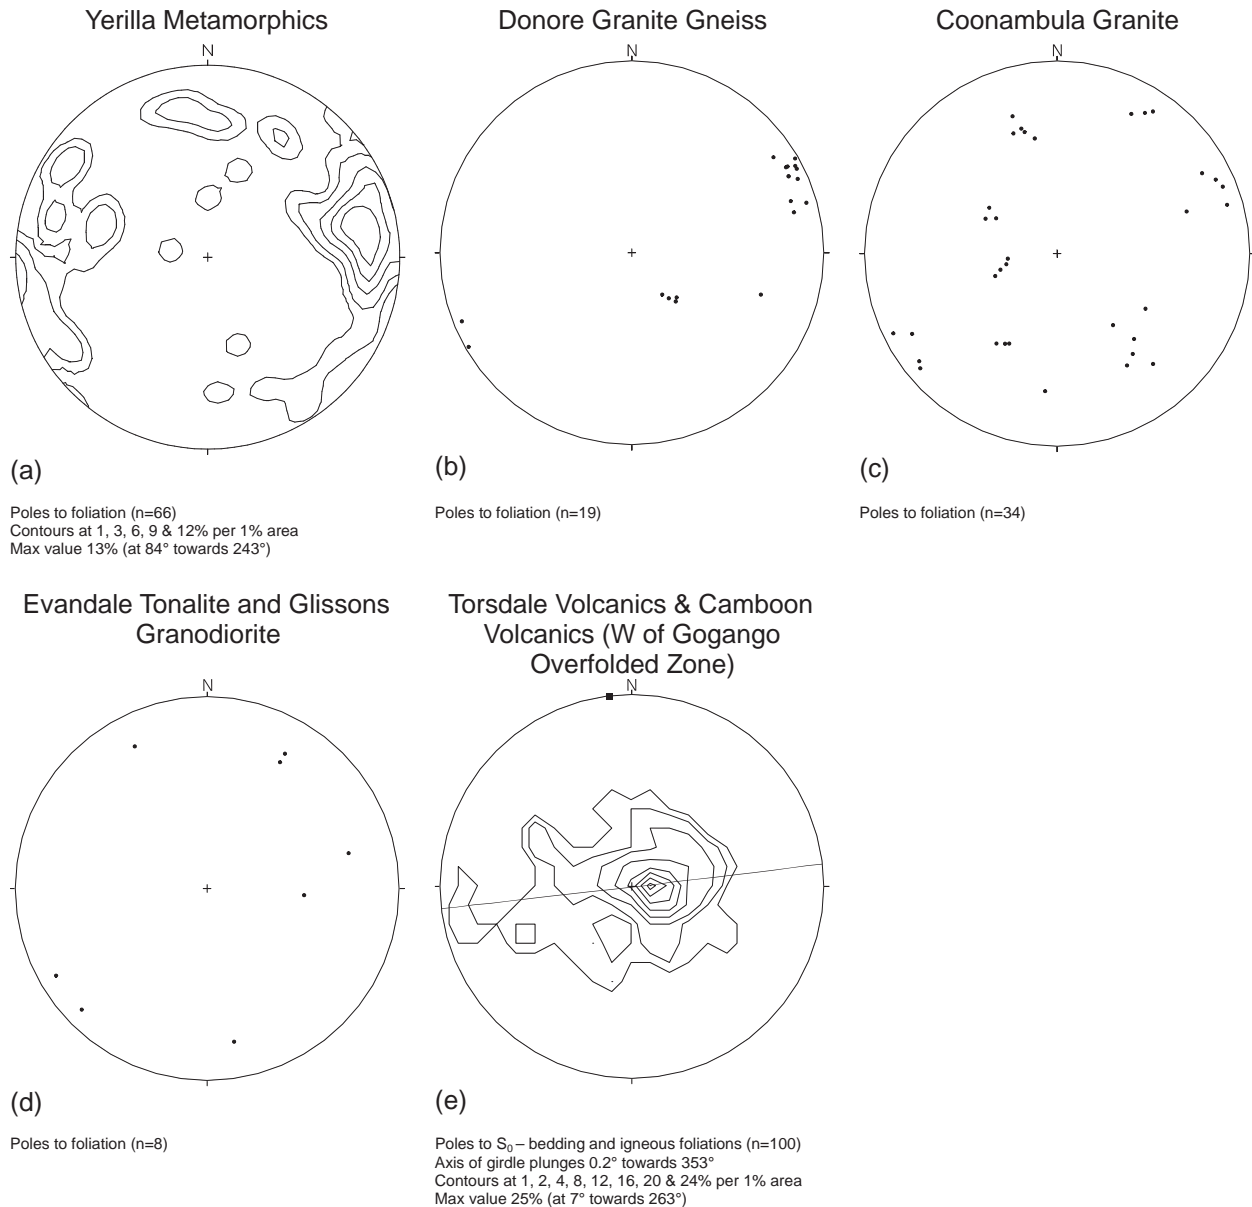 Yerilla Metamorphics
N
(a)
Poles to foliation (n=66)
Contours at 1, 3, 6, 9 & 12% per 1% area
Max value 13% (at 84° towards 243°)
Donore Granite Gneiss
N
(b)
Poles to foliation (n=19)
Coonambula Granite
N
(c)
Poles to foliation (n=34)
Evandale Tonalite and Glissons
Granodiorite
N
(d)
Poles to foliation (n=8)
Torsdale Volcanics & Camboon
Volcanics (W of Gogango
Overfolded Zone)
N
(e)
Poles to S₀ – bedding and igneous foliations (n=100)
Axis of girdle plunges 0.2° towards 353°
Contours at 1, 2, 4, 8, 12, 16, 20 & 24% per 1% area
Max value 25% (at 7° towards 263°)